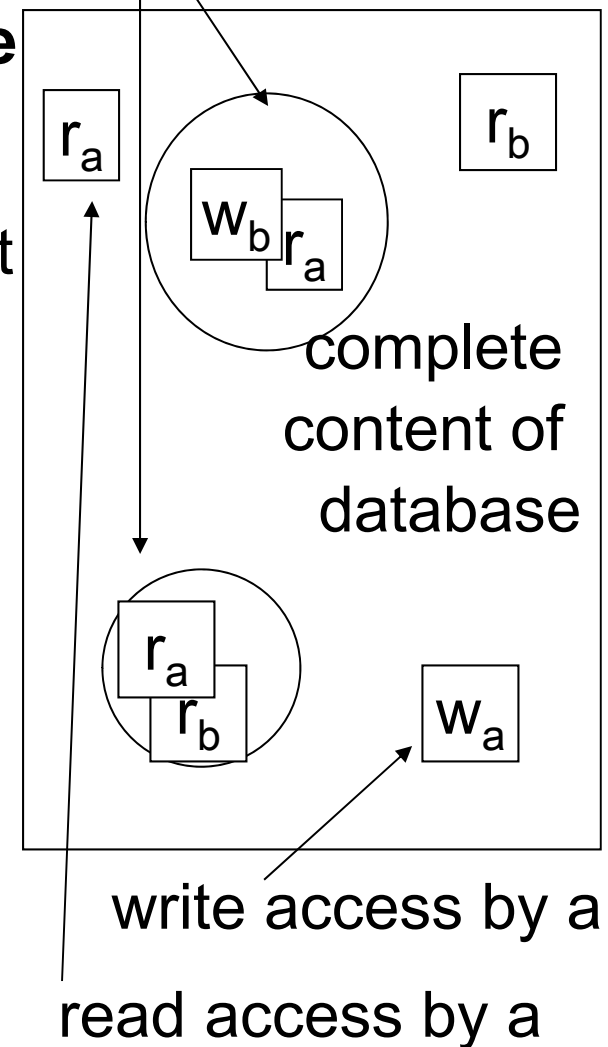 e
r_a
r_b
w_b
r_a
t
complete
content of
database
r_a
r_b
w_a
write access by a
read access by a